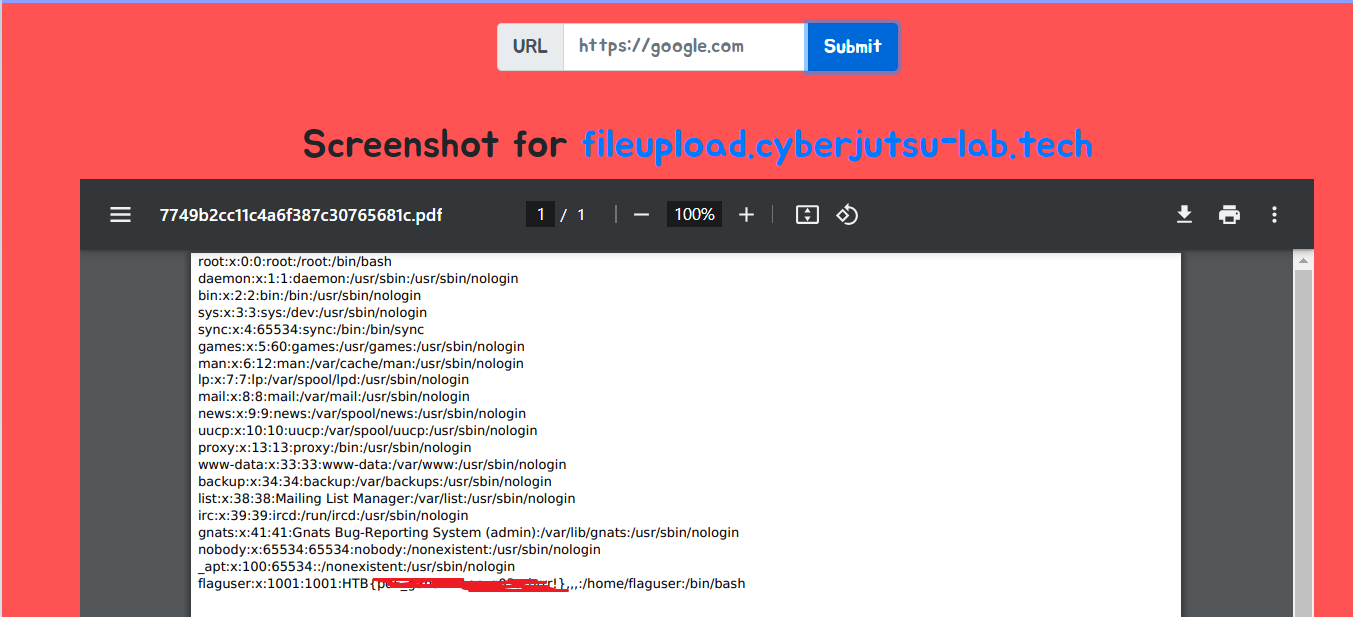 URL https://google.com Submit
Screenshot for fileupload.cyberjutsu-lab.tech
7749b2cc11c4a6f387c30765681c.pdf 1 / 1 100%
root:x:0:0:root:/root:/bin/bash
daemon:x:1:1:daemon:/usr/sbin:/usr/sbin/nologin
bin:x:2:2:bin:/bin:/usr/sbin/nologin
sys:x:3:3:sys:/dev:/usr/sbin/nologin
sync:x:4:65534:sync:/bin:/bin/sync
games:x:5:60:games:/usr/games:/usr/sbin/nologin
man:x:6:12:man:/var/cache/man:/usr/sbin/nologin
lp:x:7:7:lp:/var/spool/lpd:/usr/sbin/nologin
mail:x:8:8:mail:/var/mail:/usr/sbin/nologin
news:x:9:9:news:/var/spool/news:/usr/sbin/nologin
uucp:x:10:10:uucp:/var/spool/uucp:/usr/sbin/nologin
proxy:x:13:13:proxy:/bin:/usr/sbin/nologin
www-data:x:33:33:www-data:/var/www:/usr/sbin/nologin
backup:x:34:34:backup:/var/backups:/usr/sbin/nologin
list:x:38:38:Mailing List Manager:/var/list:/usr/sbin/nologin
irc:x:39:39:ircd:/run/ircd:/usr/sbin/nologin
gnats:x:41:41:Gnats Bug-Reporting System (admin):/var/lib/gnats:/usr/sbin/nologin
nobody:x:65534:65534:nobody:/nonexistent:/usr/sbin/nologin
_apt:x:100:65534::/nonexistent:/usr/sbin/nologin
flaguser:x:1001:1001:HTB{ !},,,:/home/flaguser:/bin/bash